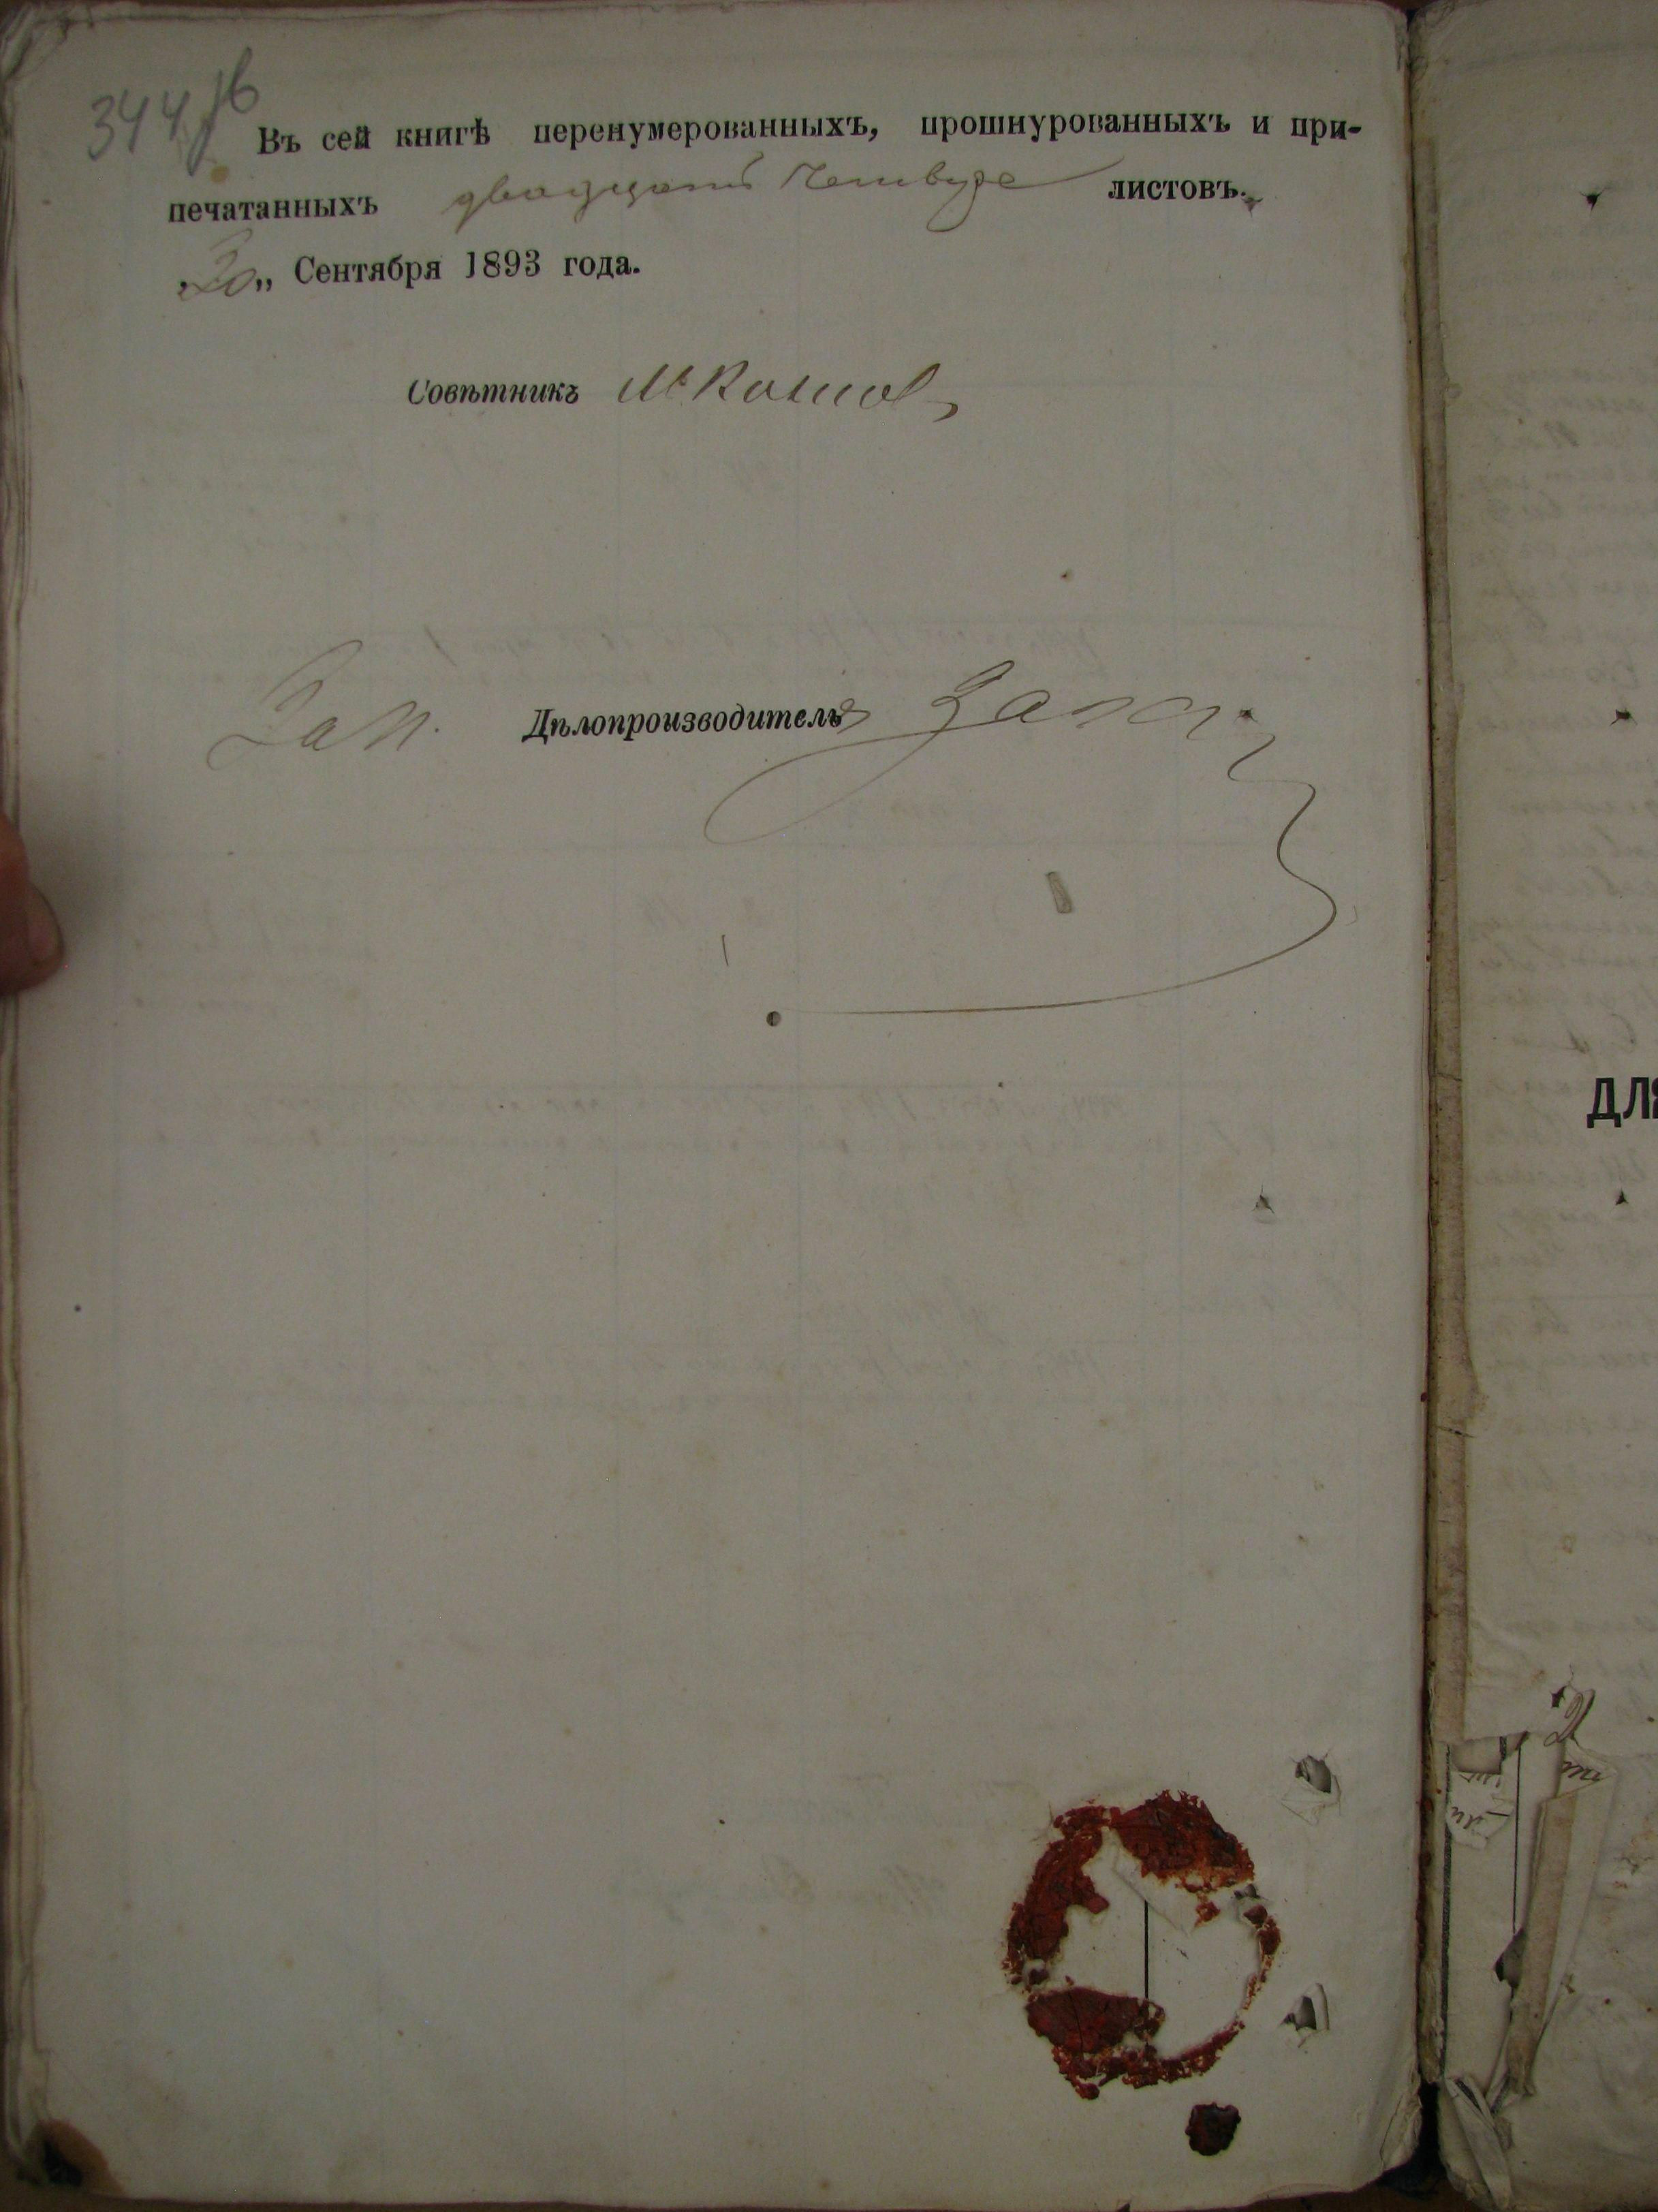 344 об
Въ сей книгѣ перенумерованныхъ, прошнурованныхъ и при-
печатанныхъ двадцать четыре листовъ.
„30„ Сентября 1893 года.
Совѣтникъ
Дѣлопроизводителя
ДЛЯ